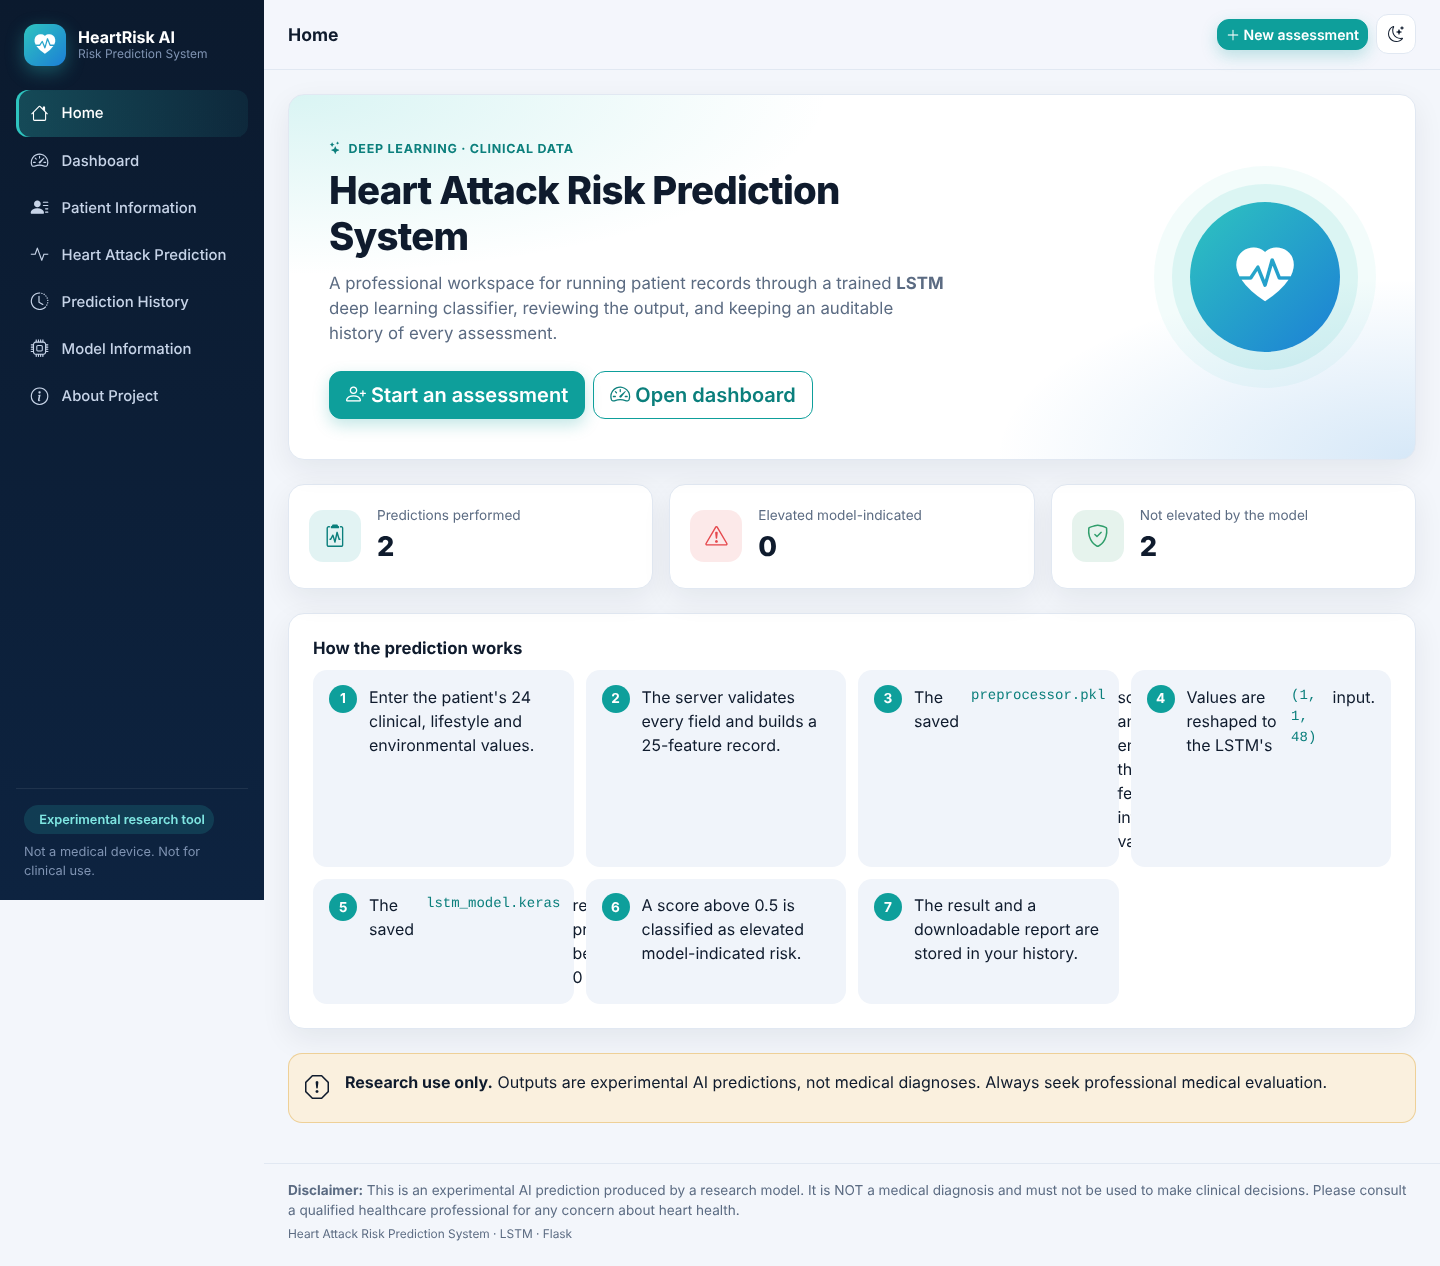 HeartRisk AI
Risk Prediction System
Home
Dashboard
Patient Information
Heart Attack Prediction
Prediction History
Model Information
About Project
Experimental research tool
Not a medical device. Not for
clinical use.
Home
New assessment
DEEP LEARNING · CLINICAL DATA
Heart Attack Risk Prediction
System
A professional workspace for running patient records through a trained LSTM
deep learning classifier, reviewing the output, and keeping an auditable
history of every assessment.
Start an assessment
Open dashboard
Predictions performed
2
Elevated model-indicated
0
Not elevated by the model
2
How the prediction works
1
Enter the patient's 24
clinical, lifestyle and
environmental values.
2
The server validates
every field and builds a
25-feature record.
3
The
saved
preprocessor.pkl
4
Values are
reshaped to
the LSTM's
(1,
1,
48)
input.
5
The
saved
lstm_model.keras
0
6
A score above 0.5 is
classified as elevated
model-indicated risk.
7
The result and a
downloadable report are
stored in your history.
Research use only. Outputs are experimental AI predictions, not medical diagnoses. Always seek professional medical evaluation.
Disclaimer: This is an experimental AI prediction produced by a research model. It is NOT a medical diagnosis and must not be used to make clinical decisions. Please consult
a qualified healthcare professional for any concern about heart health.
Heart Attack Risk Prediction System · LSTM · Flask